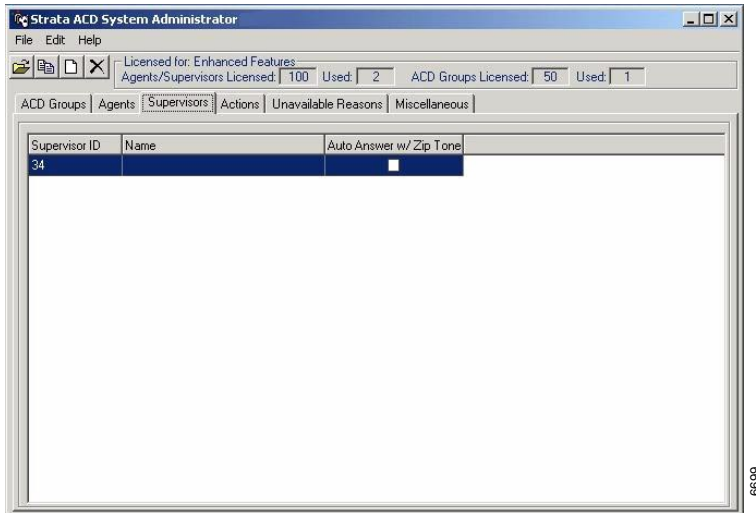 Strata ACD System Administrator
File Edit Help
Licensed for: Enhanced Features
Agents/Supervisors Licensed: 100 Used: 2 ACD Groups Licensed: 50 Used: 1
ACD Groups Agents Supervisors Actions Unavailable Reasons Miscellaneous
Supervisor ID Name Auto Answer w/ Zip Tone
34
6699